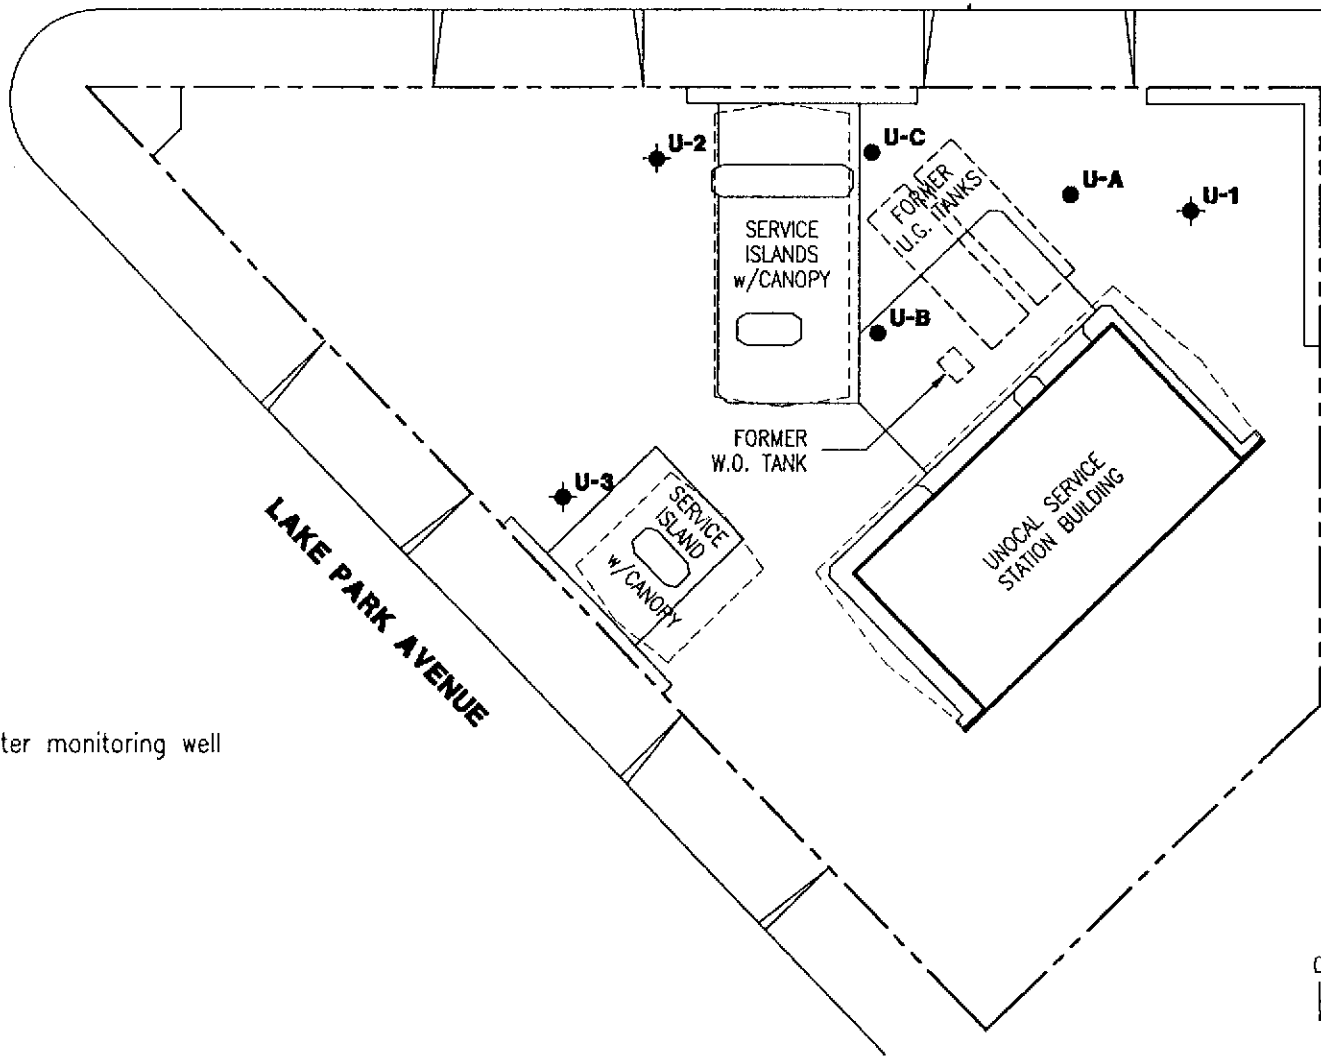 U-2
U-C
U-A
U-1
FORMER
U.G. TANKS
SERVICE
ISLANDS
w/CANOPY
U-B
FORMER
W.O. TANK
U-3
SERVICE
ISLAND
w/CANOPY
UNOCAL SERVICE
STATION BUILDING
LAKE PARK AVENUE
ter monitoring well